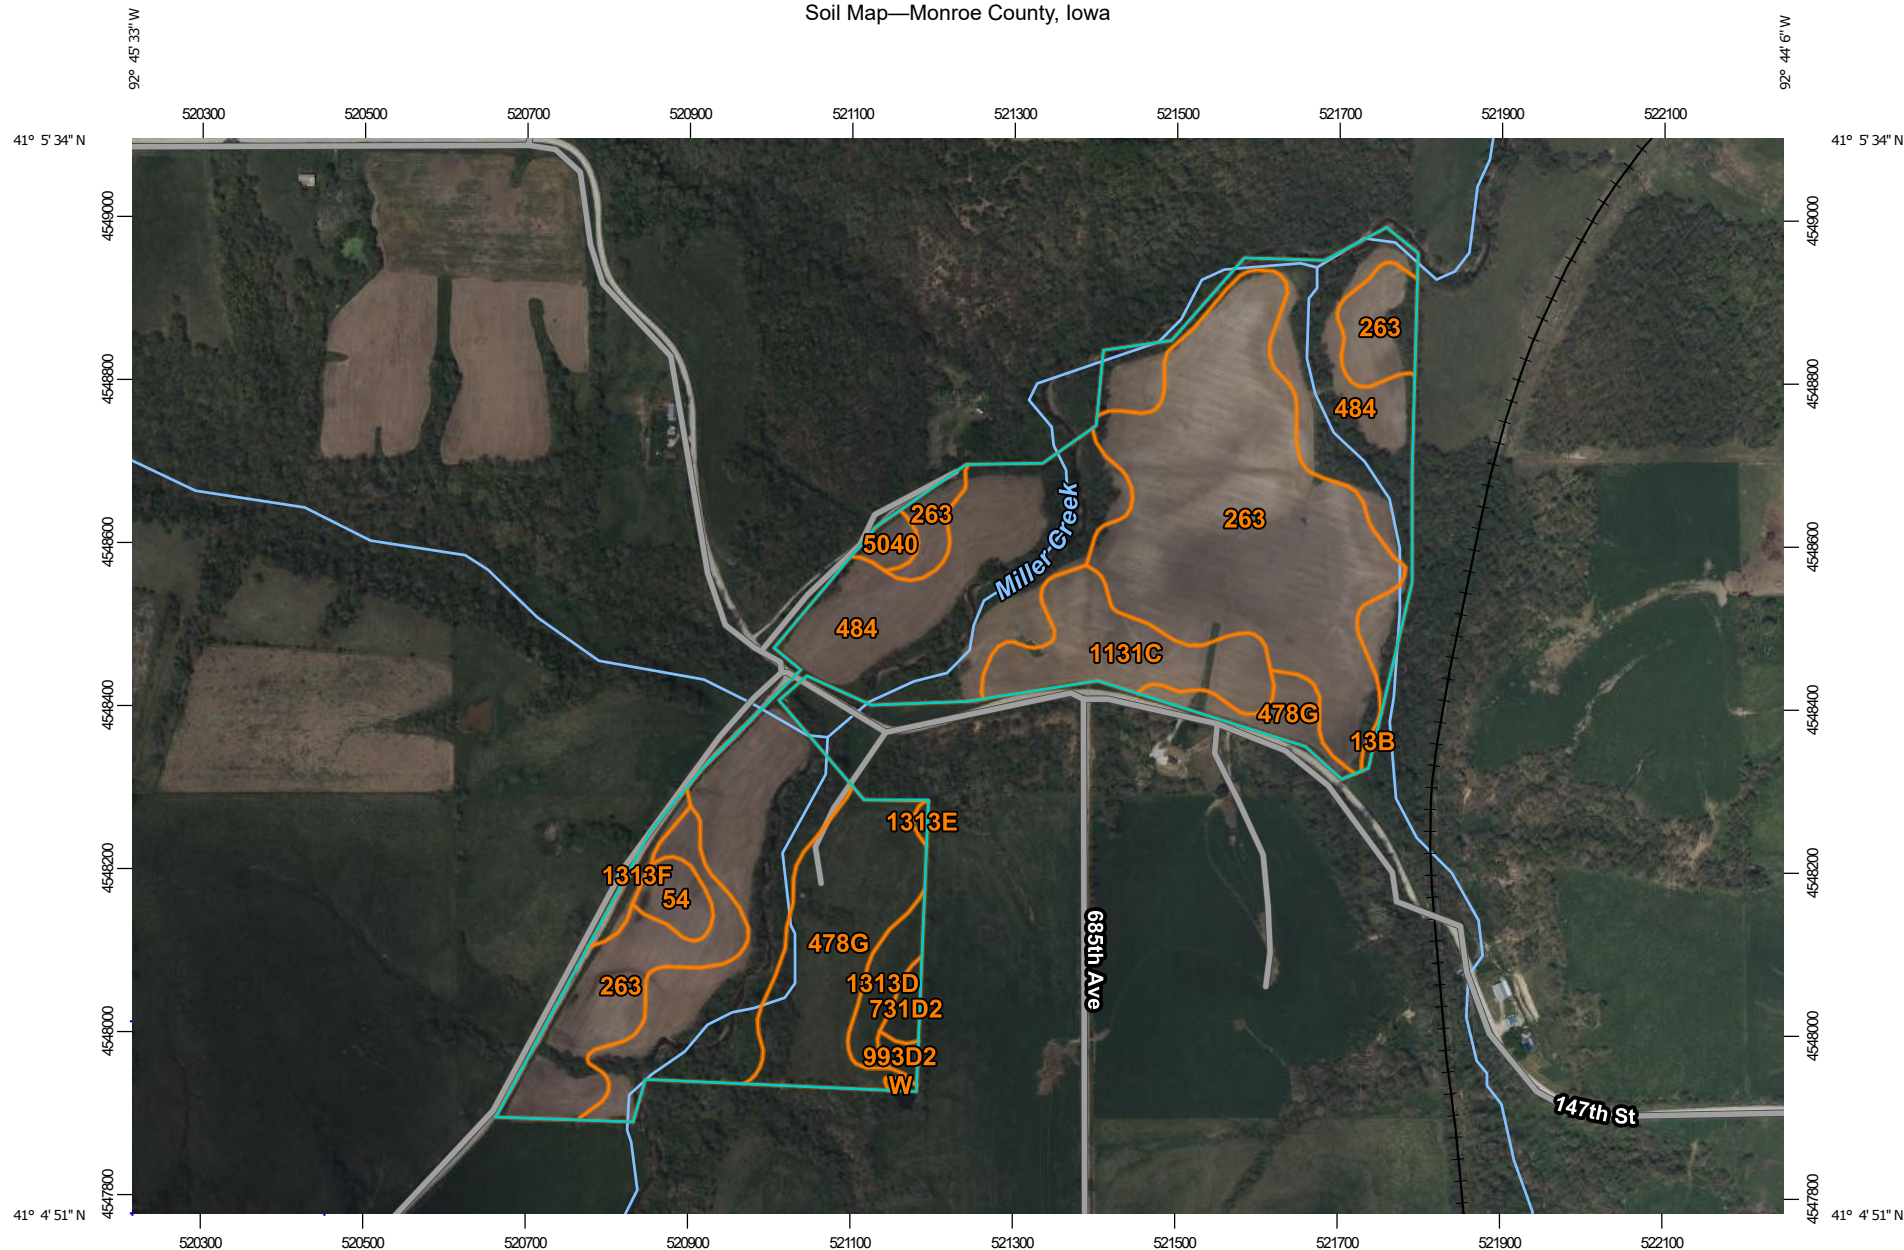 Soil Map—Monroe County, Iowa
92° 45' 33'' W
92° 44' 6'' W
520300 520500 520700 520900 521100 521300 521500 521700 521900 522100
41° 5' 34'' N
41° 5' 34'' N
4549000
4549000
263
4548800
4548800
484
263
263
5040
4548600
4548600
Miller Creek
484
1131C
4548400
4548400
478G
13B
1313E
1313F
4548200
4548200
54
478G
685th Ave
1313D
263
731D2
4548000
4548000
993D2
W
147th St
4547800
4547800
41° 4' 51'' N
41° 4' 51'' N
520300 520500 520700 520900 521100 521300 521500 521700 521900 522100